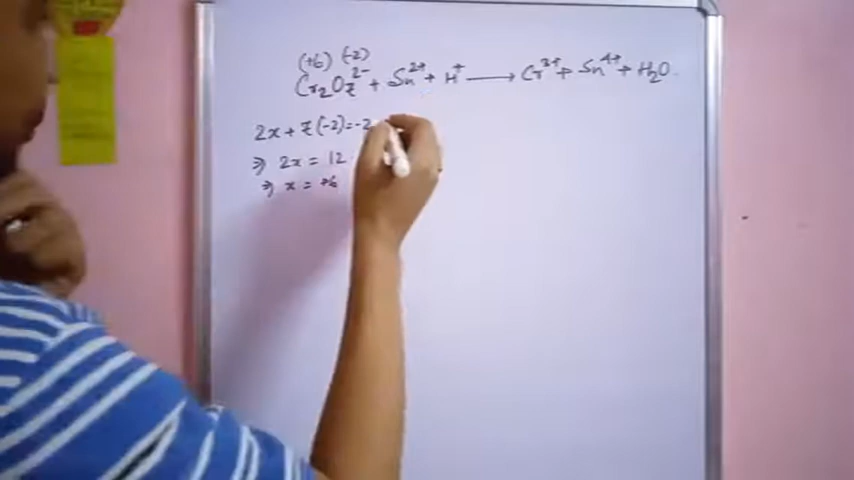 (+6) (-2)
Cr₂O₇²⁻ + Sn²⁺ + H⁺ ⟶ Cr³⁺ + Sn⁴⁺ + H₂O
2x + 7(-2) = -2
⇒ 2x = 12
⇒ x = +6